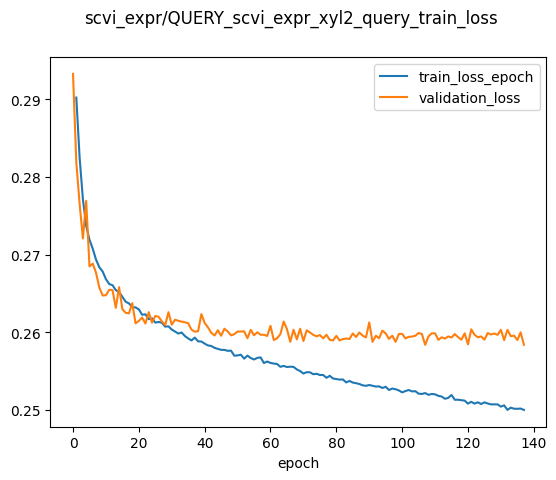 scvi_expr/QUERY_scvi_expr_xyl2_query_train_loss
train_loss_epoch
validation_loss
0.29
0.28
0.27
0.26
0.25
0 20 40 60 80 100 120 140
epoch